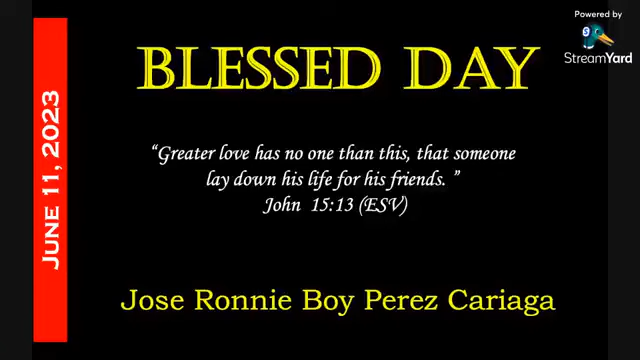 Powered by
StreamYard
BLESSED DAY
JUNE 11, 2023
“Greater love has no one than this, that someone
lay down his life for his friends. ”
John 15:13 (ESV)
Jose Ronnie Boy Perez Cariaga